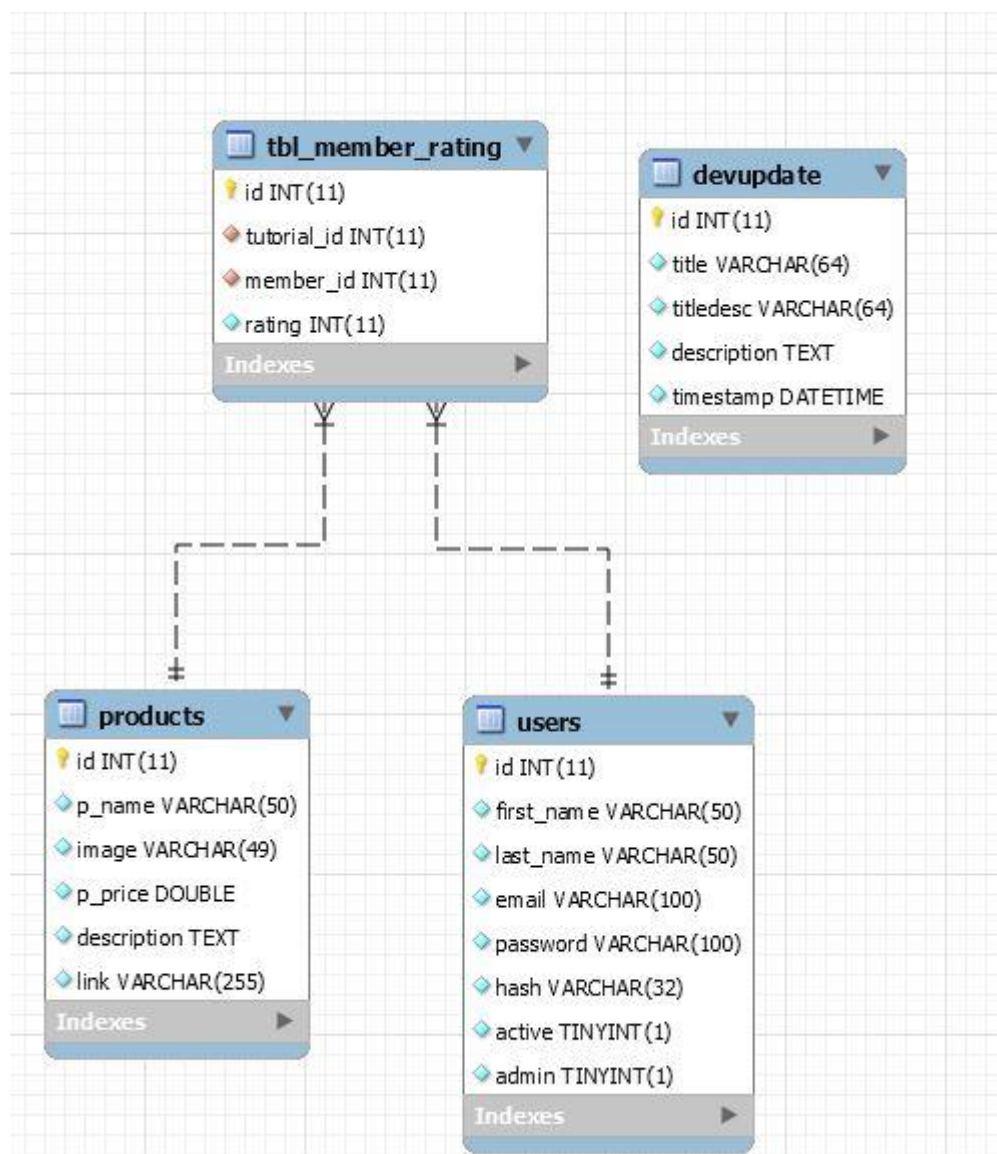 tbl_member_rating
id INT(11)
tutorial_id INT(11)
member_id INT(11)
rating INT(11)
Indexes
devupdate
id INT(11)
title VARCHAR(64)
titledesc VARCHAR(64)
description TEXT
timestamp DATETIME
Indexes
products
id INT(11)
p_name VARCHAR(50)
image VARCHAR(49)
p_price DOUBLE
description TEXT
link VARCHAR(255)
Indexes
users
id INT(11)
first_name VARCHAR(50)
last_name VARCHAR(50)
email VARCHAR(100)
password VARCHAR(100)
hash VARCHAR(32)
active TINYINT(1)
admin TINYINT(1)
Indexes